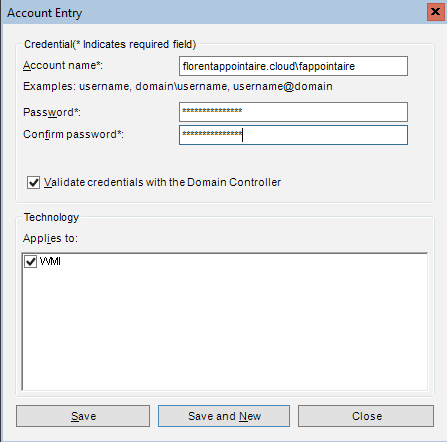 Account Entry
Credential(* Indicates required field)
Account name*: florentappointaire.cloud\fappointaire
Examples: username, domain\username, username@domain
Password*: ***************
Confirm password*: ***************
Validate credentials with the Domain Controller
Technology
Applies to:
WMI
Save Save and New Close